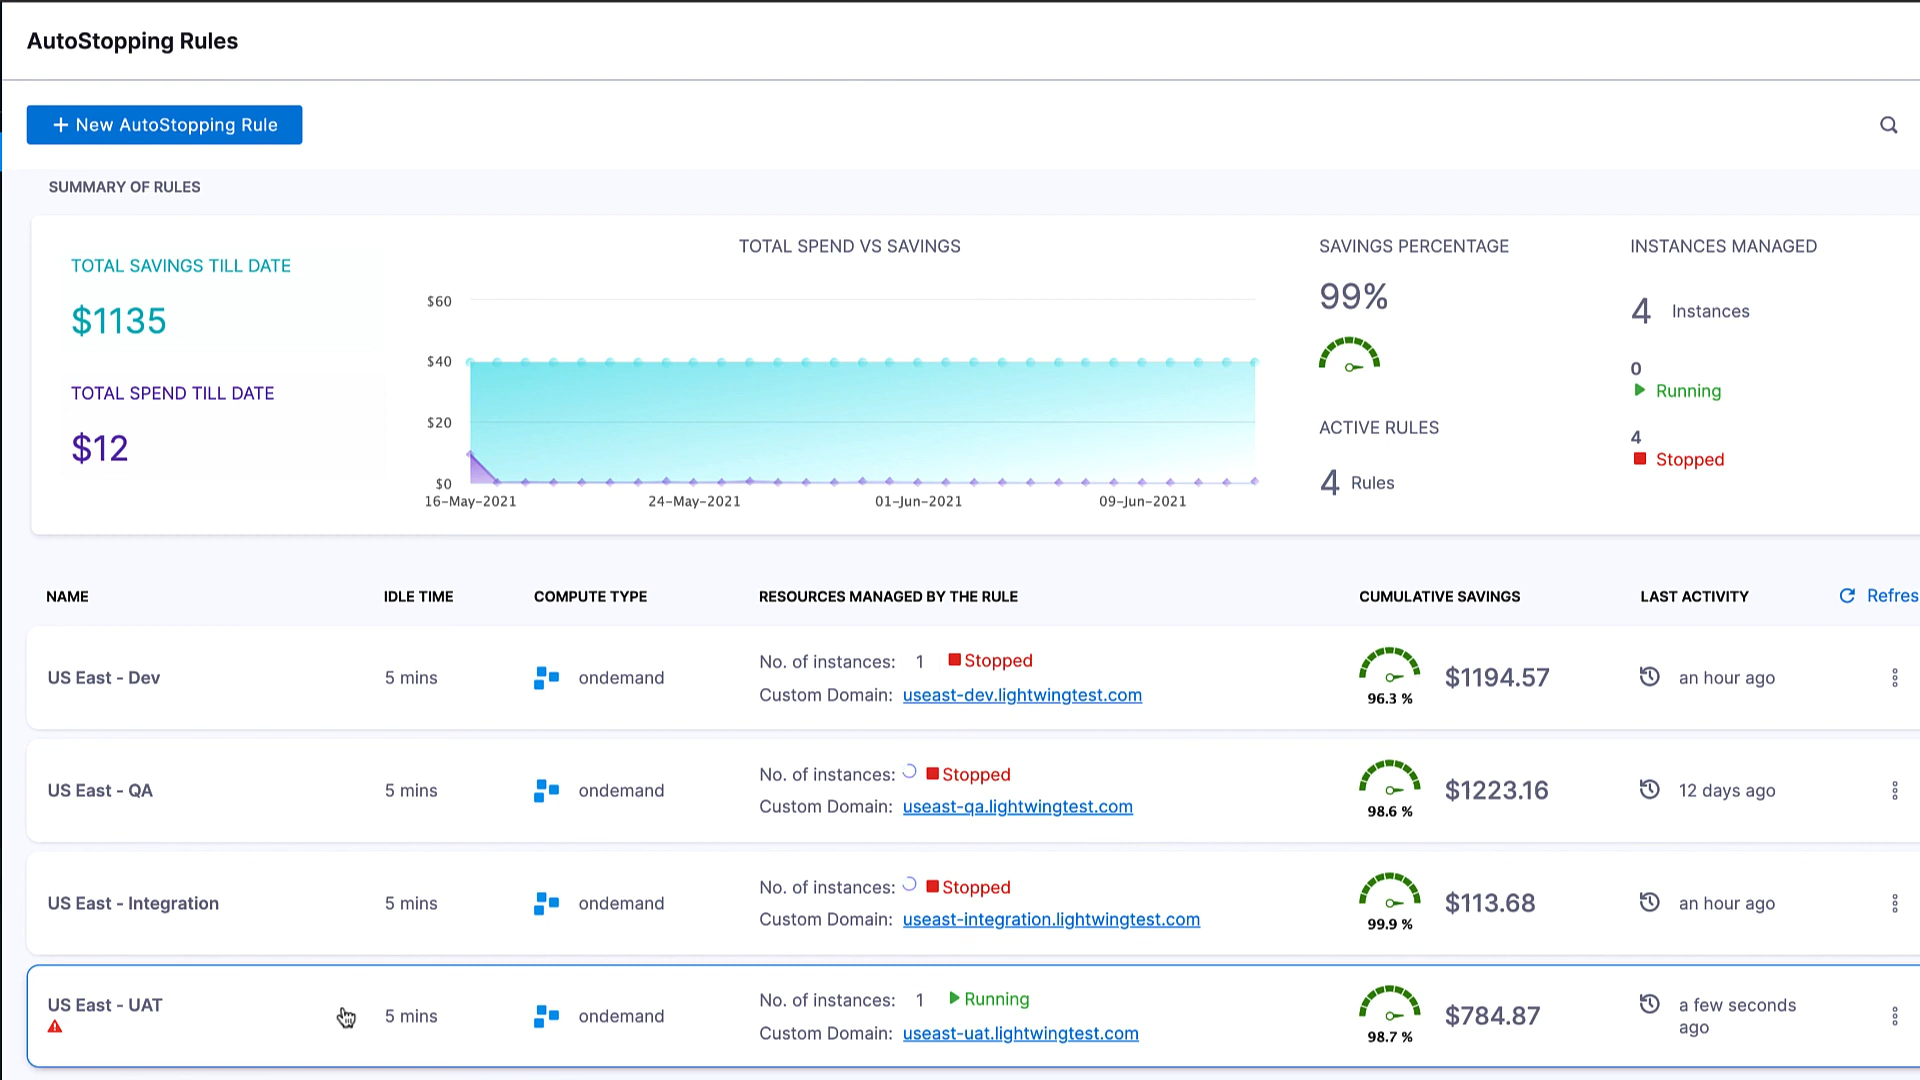 AutoStopping Rules
+ New AutoStopping Rule
SUMMARY OF RULES
TOTAL SAVINGS TILL DATE
$1135
TOTAL SPEND TILL DATE
$12
TOTAL SPEND VS SAVINGS
$60
$40
$20
$0
16-May-2021 24-May-2021 01-Jun-2021 09-Jun-2021
SAVINGS PERCENTAGE
99%
ACTIVE RULES
4 Rules
INSTANCES MANAGED
4 Instances
0
Running
4
Stopped
NAME IDLE TIME COMPUTE TYPE RESOURCES MANAGED BY THE RULE CUMULATIVE SAVINGS LAST ACTIVITY Refres
US East - Dev 5 mins ondemand No. of instances: 1 Stopped
Custom Domain: useast-dev.lightwingtest.com
96.3 % $1194.57 an hour ago
US East - QA 5 mins ondemand No. of instances: Stopped
Custom Domain: useast-qa.lightwingtest.com
98.6 % $1223.16 12 days ago
US East - Integration 5 mins ondemand No. of instances: Stopped
Custom Domain: useast-integration.lightwingtest.com
99.9 % $113.68 an hour ago
US East - UAT 5 mins ondemand No. of instances: 1 Running
Custom Domain: useast-uat.lightwingtest.com
98.7 % $784.87 a few seconds
ago